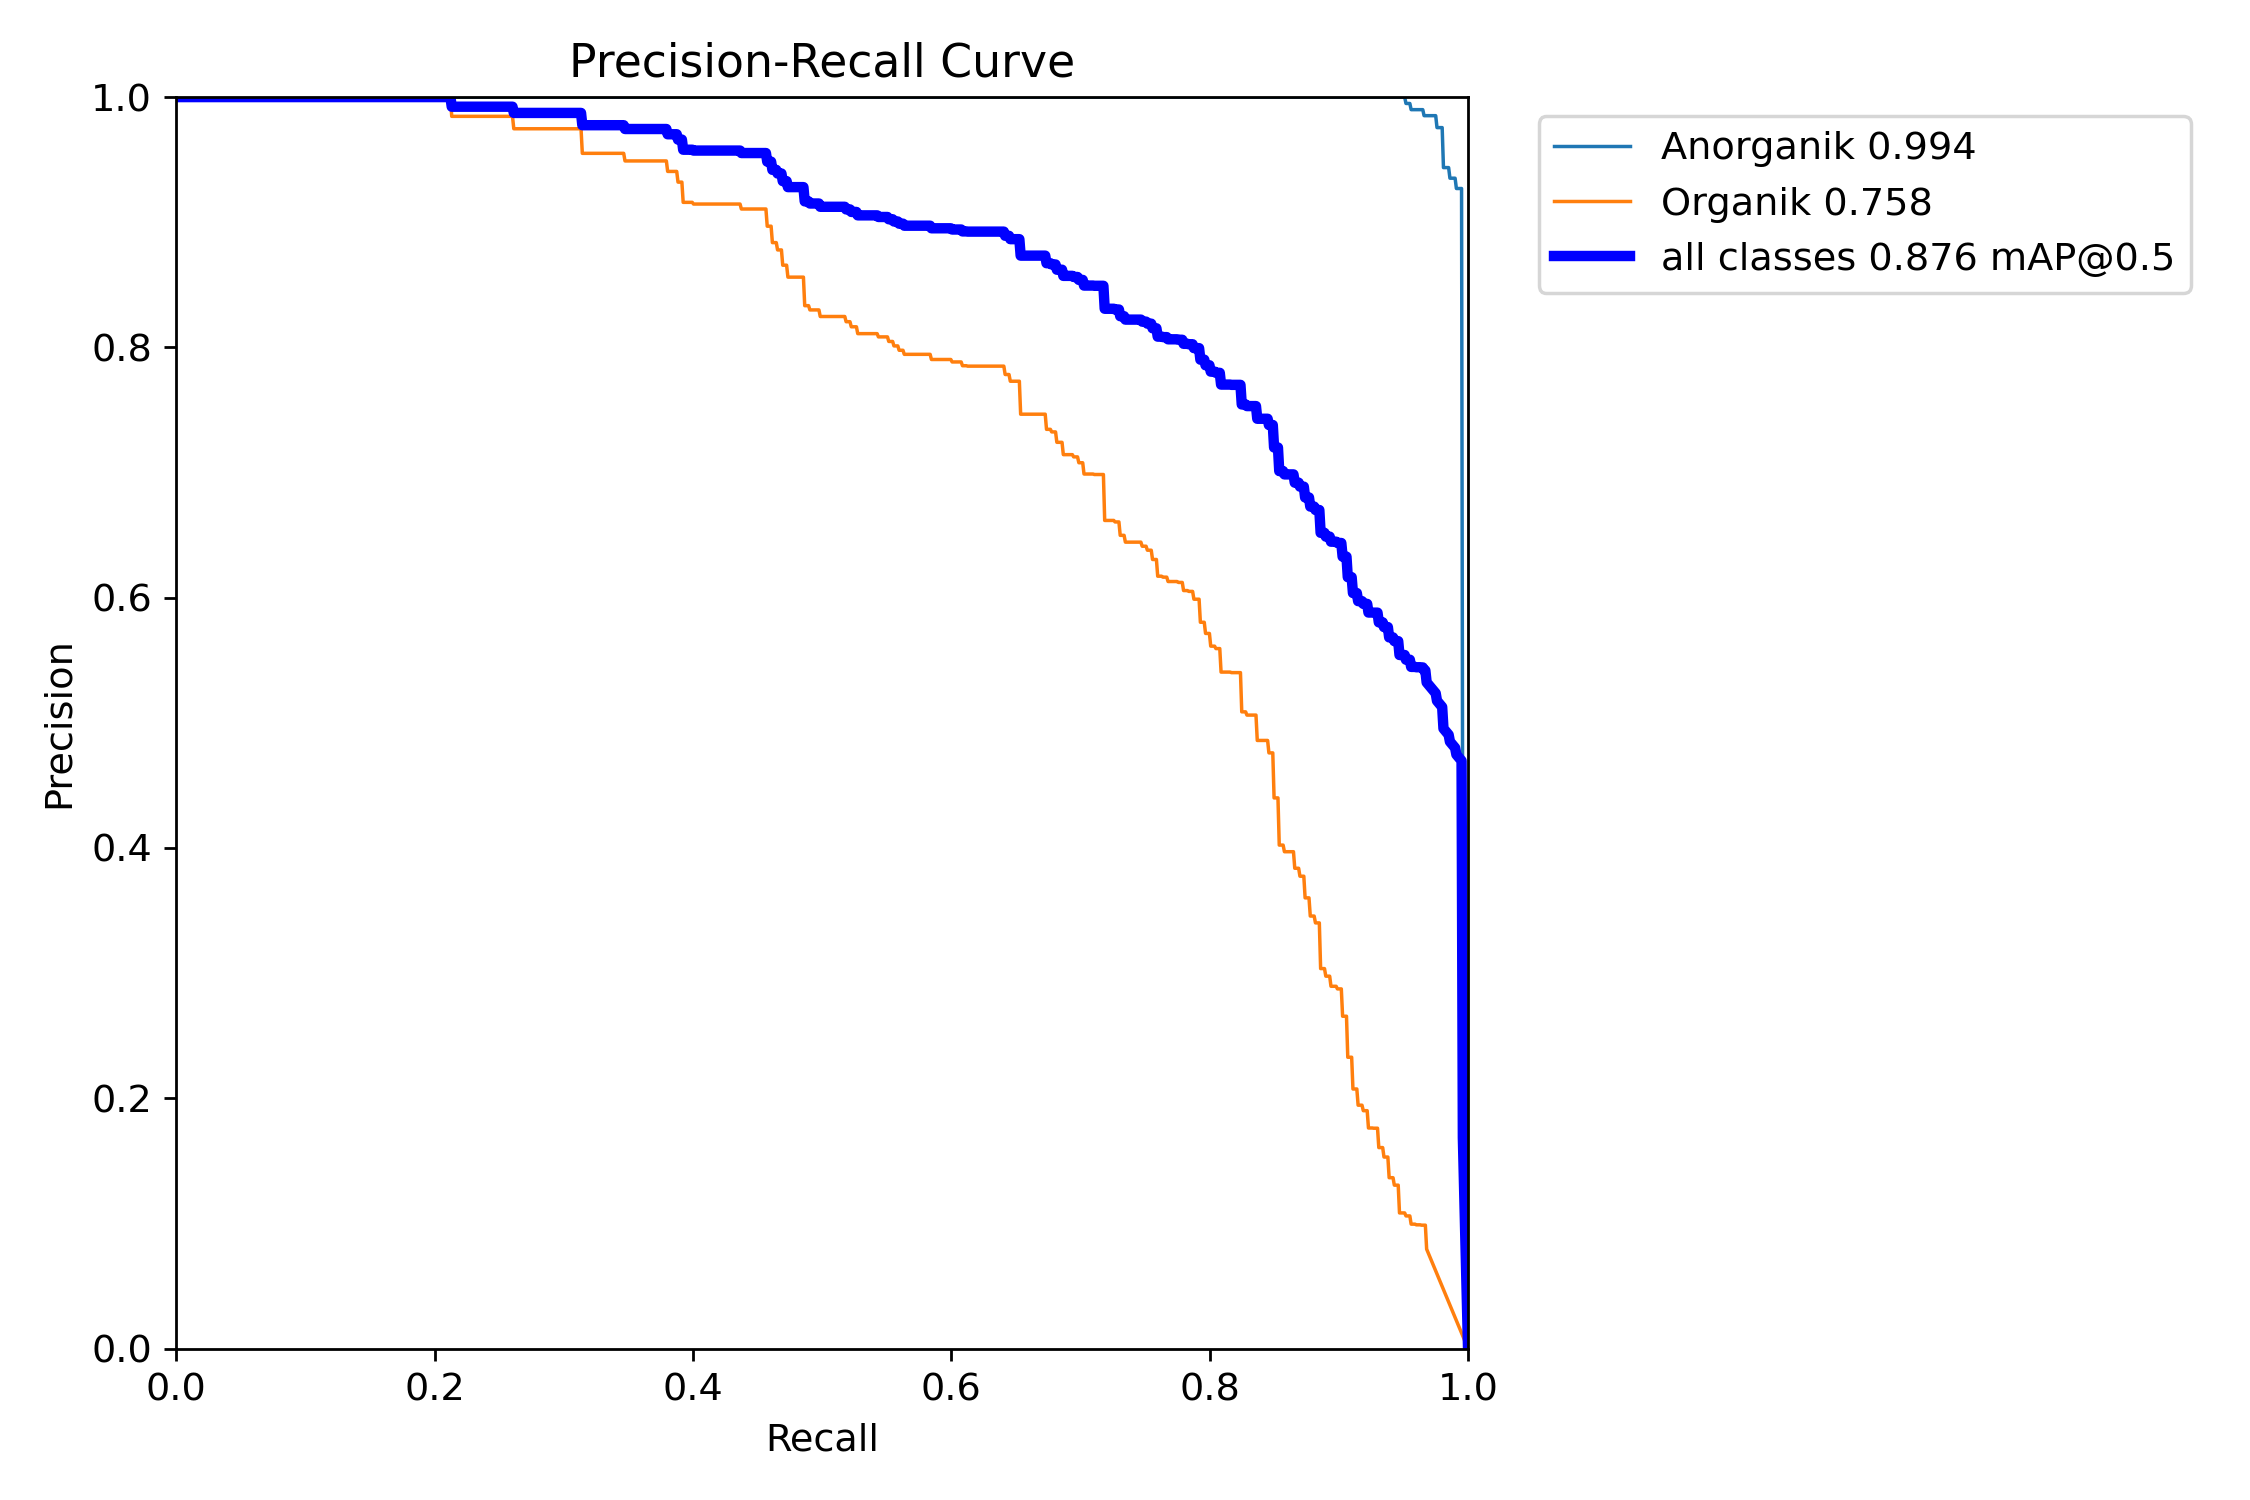 Precision-Recall Curve
1.0
0.8
0.6
0.4
0.2
0.0
Precision
0.0 0.2 0.4 0.6 0.8 1.0
Recall
Anorganik 0.994
Organik 0.758
all classes 0.876 mAP@0.5